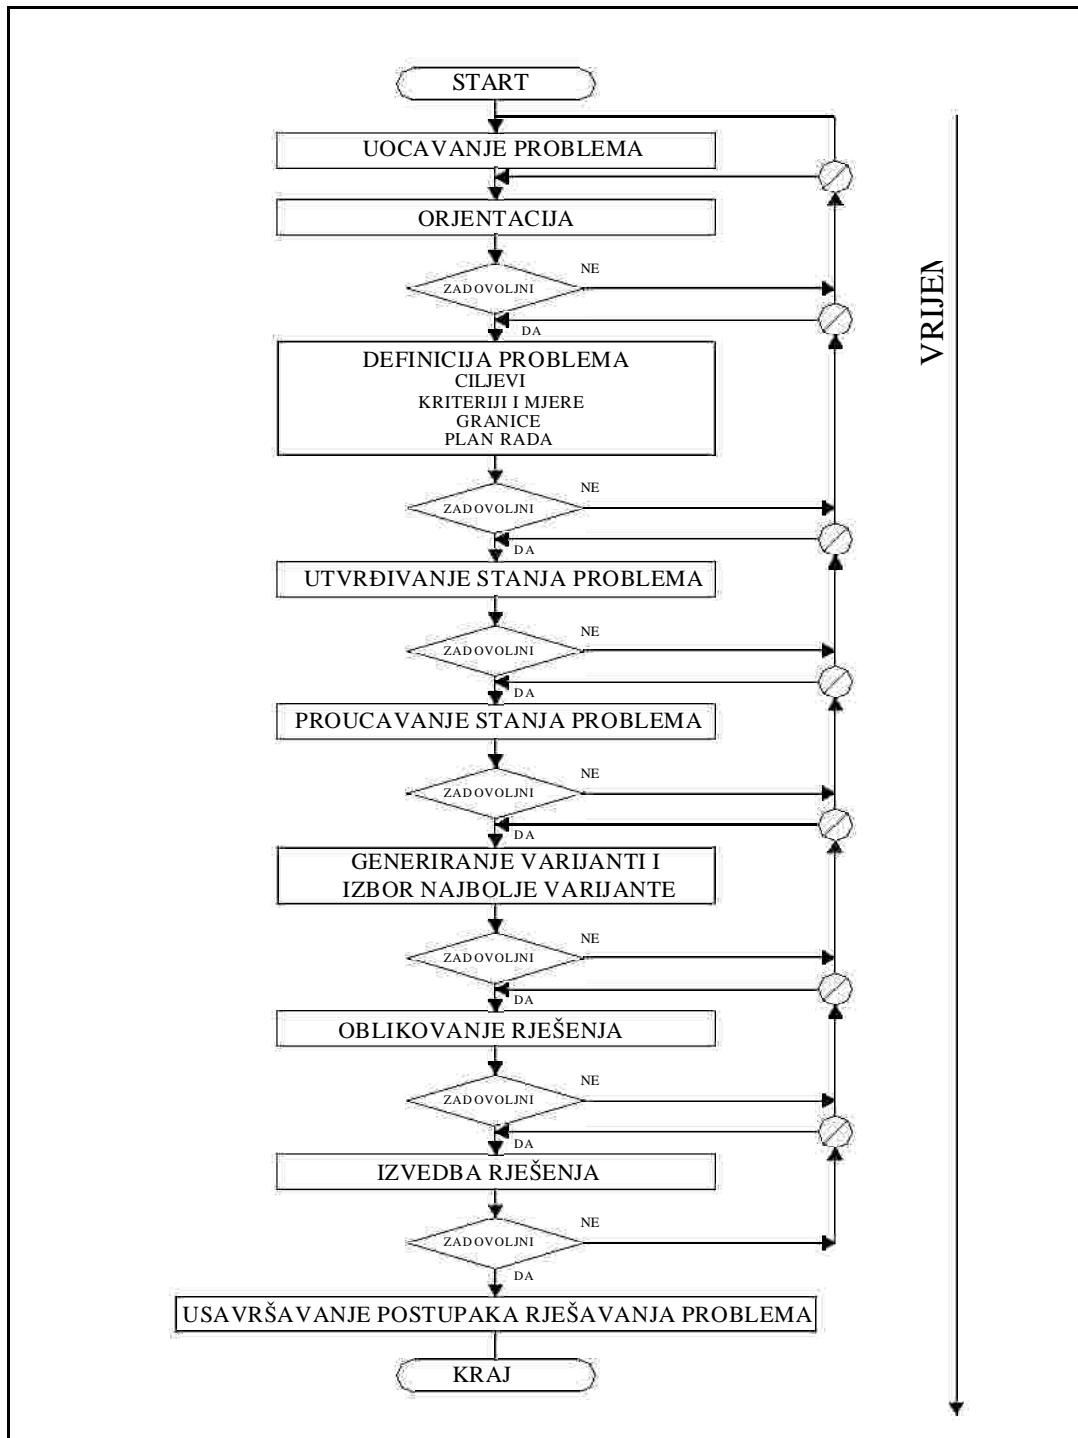 START
UOCAVANJE PROBLEMA
ORJENTACIJA
ZADOVOLJNI
NE
DA
DEFINICIJA PROBLEMA
CILJEVI
KRITERIJI I MJERE
GRANICE
PLAN RADA
ZADOVOLJNI
NE
DA
UTVRĐIVANJE STANJA PROBLEMA
ZADOVOLJNI
NE
DA
PROUCAVANJE STANJA PROBLEMA
ZADOVOLJNI
NE
DA
GENERIRANJE VARIJANTI I
IZBOR NAJBOLJE VARIJANTE
ZADOVOLJNI
NE
DA
OBLIKOVANJE RJEŠENJA
ZADOVOLJNI
NE
DA
IZVEDBA RJEŠENJA
ZADOVOLJNI
NE
DA
USAVRŠAVANJE POSTUPAKA RJEŠAVANJA PROBLEMA
KRAJ
VRIJEM